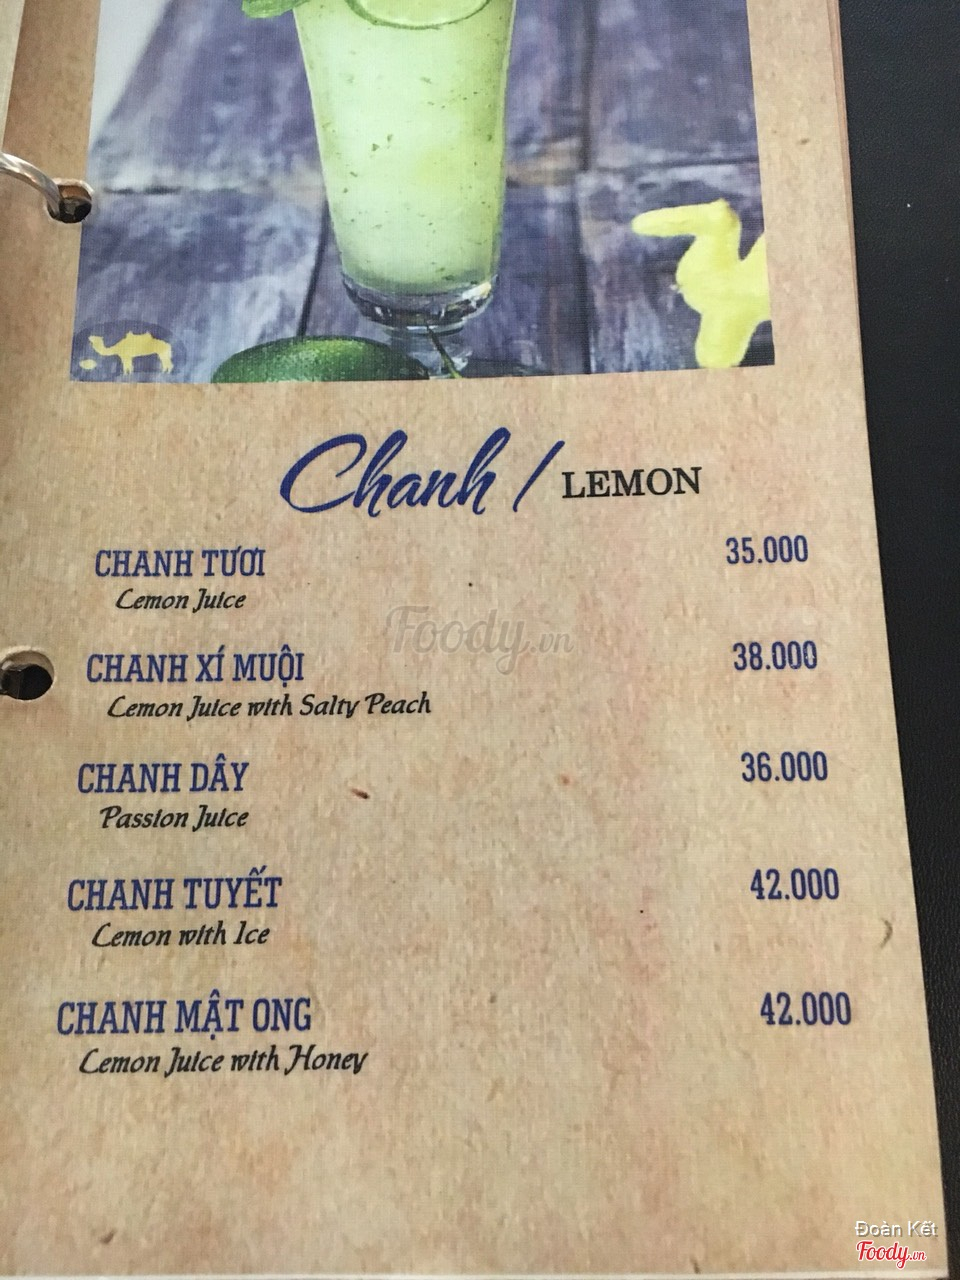 Chanh / LEMON
CHANH TƯƠI 35.000
Lemon Juice
Foody.vn
CHANH XÍ MUỘI 38.000
Lemon Juice with Salty Peach
CHANH DÂY 36.000
Passion Juice
CHANH TUYẾT 42.000
Lemon with Ice
CHANH MẬT ONG 42.000
Lemon Juice with Honey
Đoàn Kết
Foody.vn